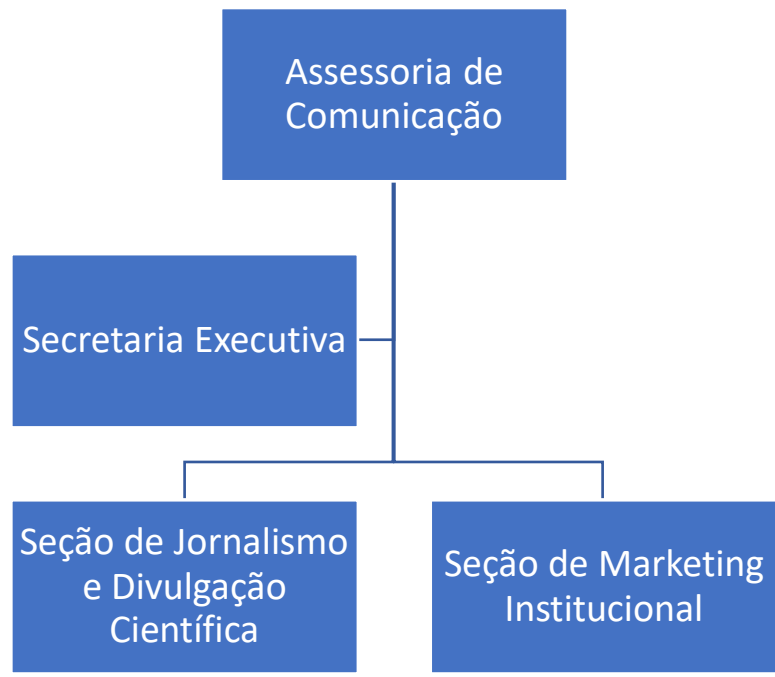 Assessoria de
Comunicação
Secretaria Executiva
Seção de Jornalismo
e Divulgação
Científica
Seção de Marketing
Institucional